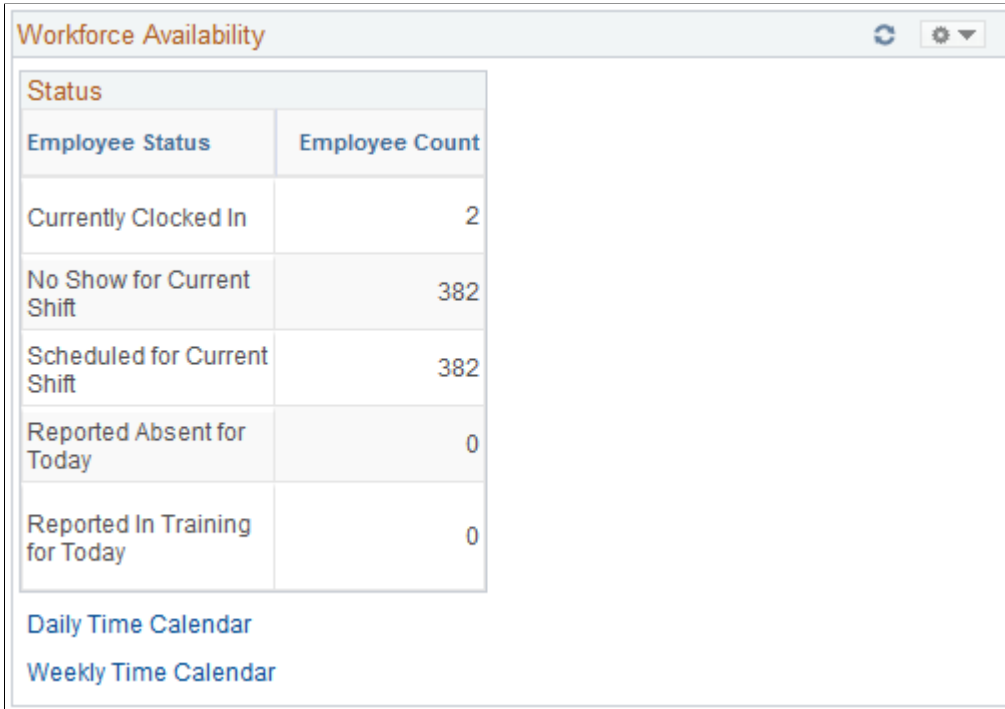 Workforce Availability
Status
Employee Status Employee Count
Currently Clocked In 2
No Show for Current
Shift 382
Scheduled for Current
Shift 382
Reported Absent for
Today 0
Reported In Training
for Today 0
Daily Time Calendar
Weekly Time Calendar